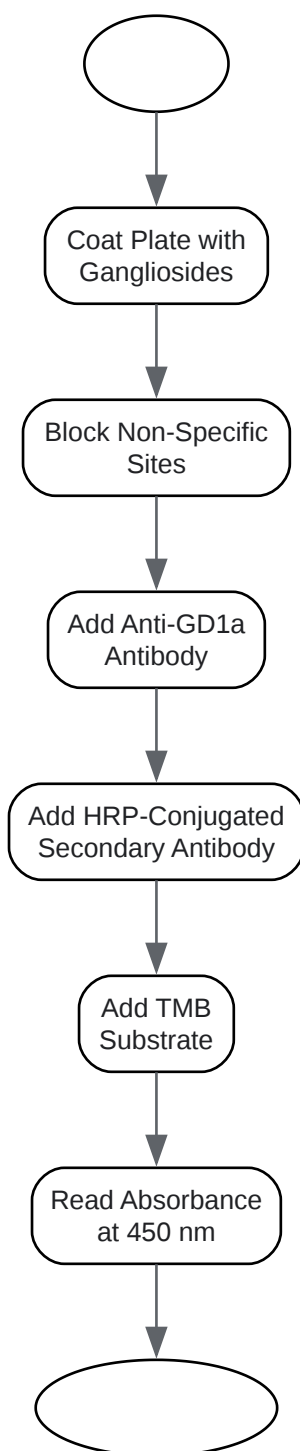 Coat Plate with
Gangliosides
Block Non-Specific
Sites
Add Anti-GD1a
Antibody
Add HRP-Conjugated
Secondary Antibody
Add TMB
Substrate
Read Absorbance
at 450 nm